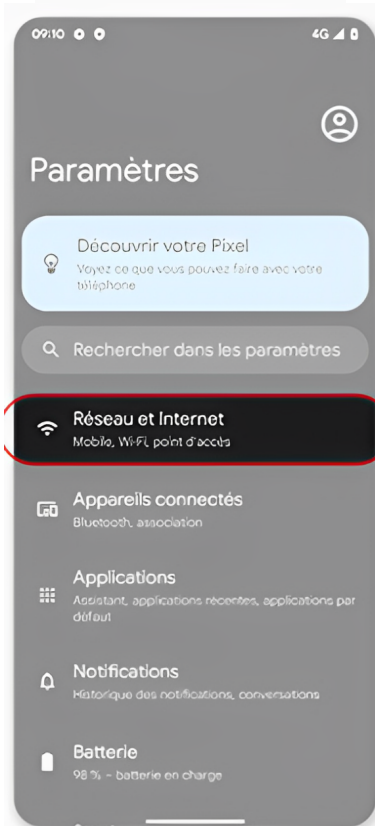 09:10
4G
Paramètres
Découvrir votre Pixel
Voyez ce que vous pouvez faire avec votre
téléphone
Rechercher dans les paramètres
Réseau et Internet
Mobile, Wi-Fi, point d'accès
Appareils connectés
Bluetooth, association
Applications
Assistant, applications récentes, applications par
défaut
Notifications
Historique des notifications, conversations
Batterie
98 % – batterie en charge